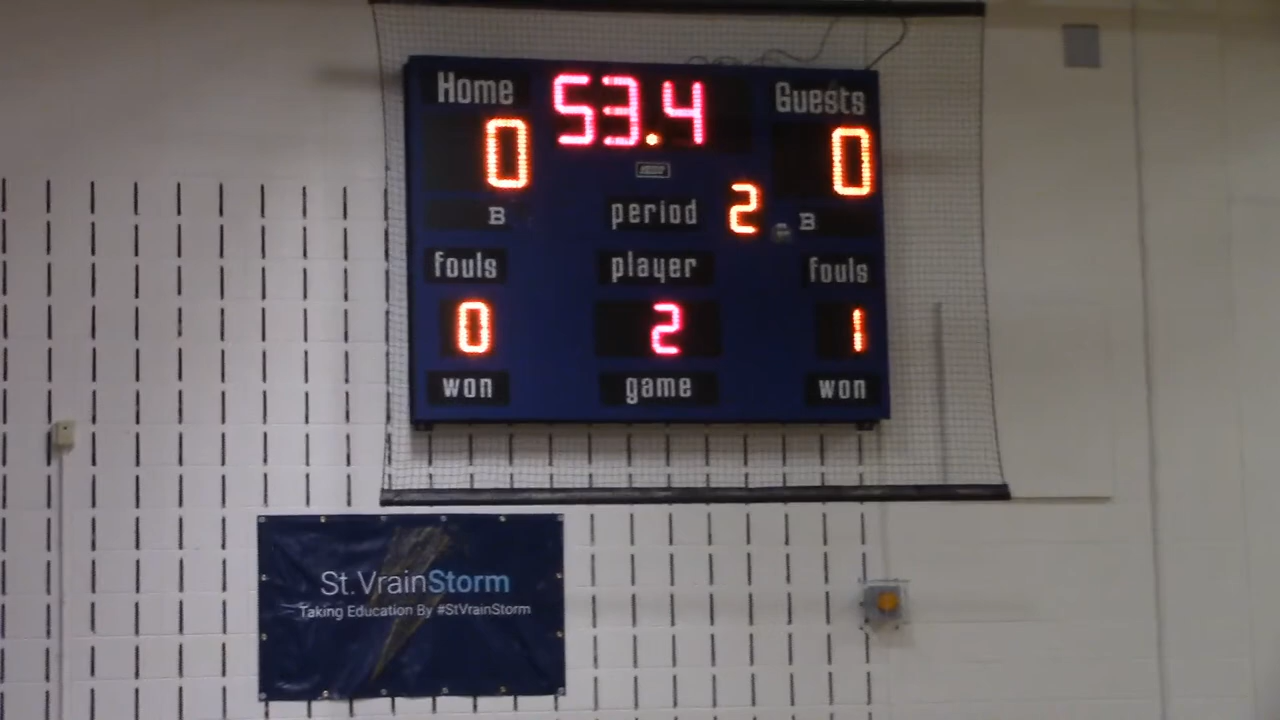 Home 53.4 Guests
0 0
B period 2 B
fouls player fouls
0 2 1
won game won
St.VrainStorm
Taking Education By #StVrainStorm